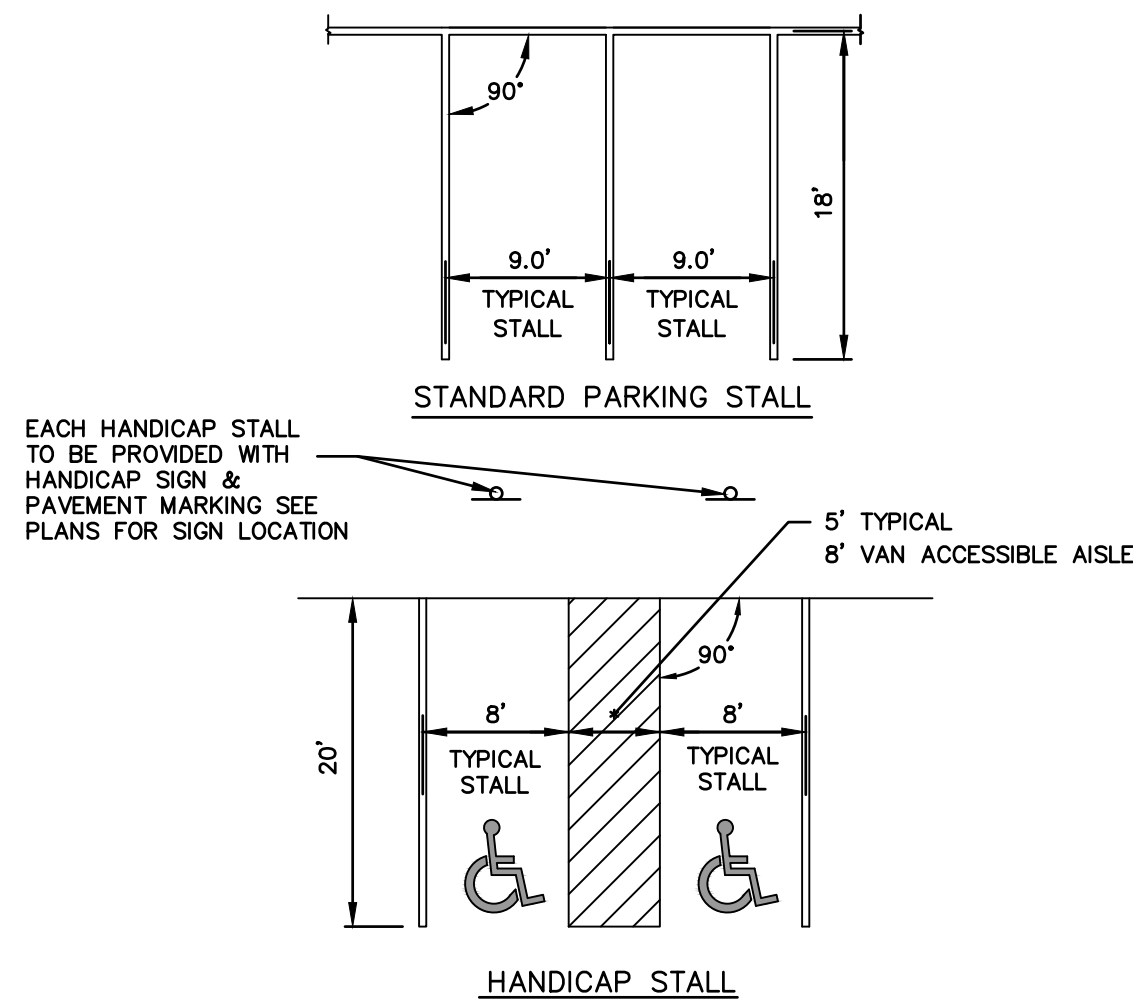 90°
18'
9.0'
TYPICAL
STALL
9.0'
TYPICAL
STALL
STANDARD PARKING STALL
EACH HANDICAP STALL
TO BE PROVIDED WITH
HANDICAP SIGN &
PAVEMENT MARKING SEE
PLANS FOR SIGN LOCATION
5' TYPICAL
8' VAN ACCESSIBLE AISLE
90°
20'
8'
TYPICAL
STALL
*
8'
TYPICAL
STALL
HANDICAP STALL